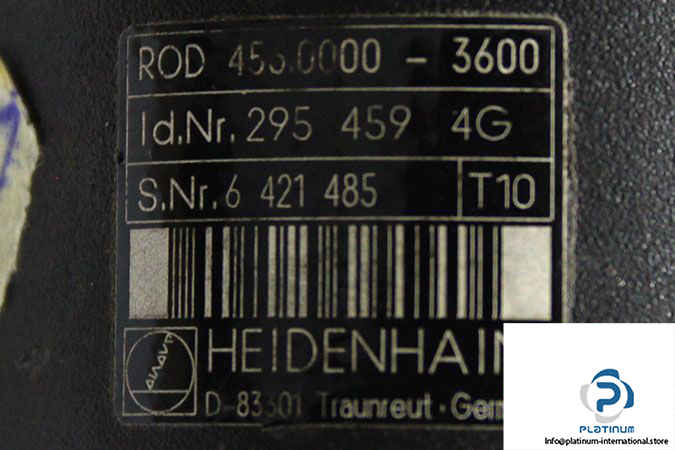 ROD 456.0000 - 3600
Id.Nr. 295 459 4G
S.Nr. 6 421 485 T10
HEIDENHAIN
D-83301 Traunreut · Germ
PLATINUM
Info@platinum-international.store